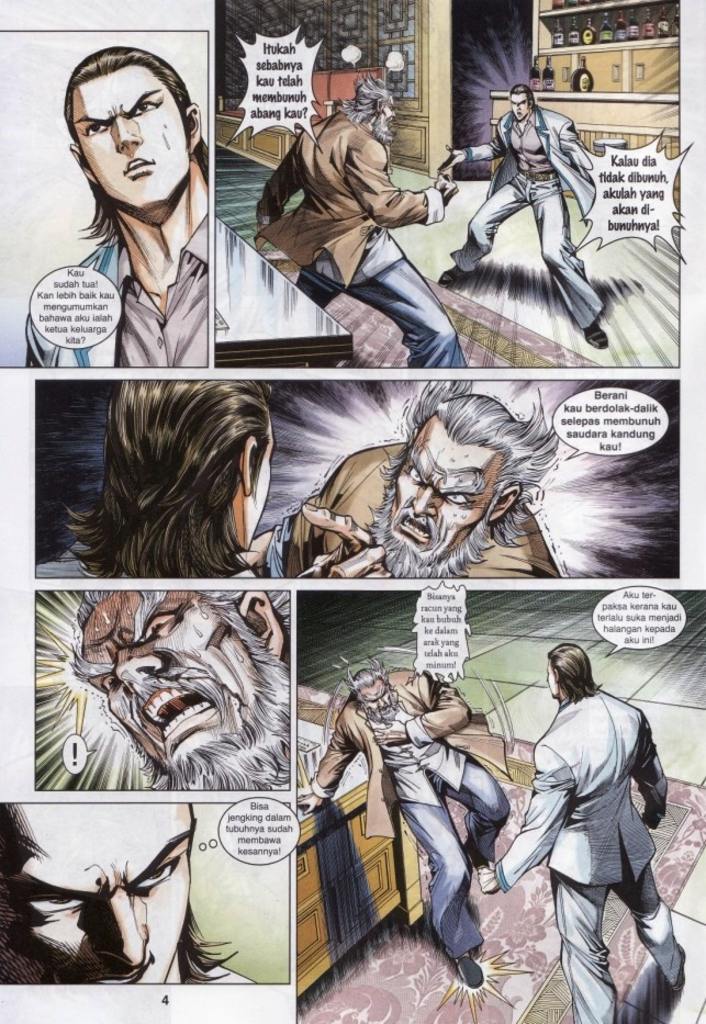 Kau
sudah tua!
Kan lebih baik kau
mengumumkan
bahawa aku ialah
ketua keluarga
kita?
Itukah
sebabnya
kau telah
membunuh
abang kau?
Kalau dia
tidak dibunuh,
akulah yang
akan di-
bunuhnya!
Berani
kau berdolak-dalik
selepas membunuh
saudara kandung
kau!
!
Bisanya
racun yang
kau bubuh
ke dalam
arak yang
telah aku
minum!
Aku ter-
paksa kerana kau
terlalu suka menjadi
halangan kepada
aku ini!
Bisa
jengking dalam
tubuhnya sudah
membawa
kesannya!
4